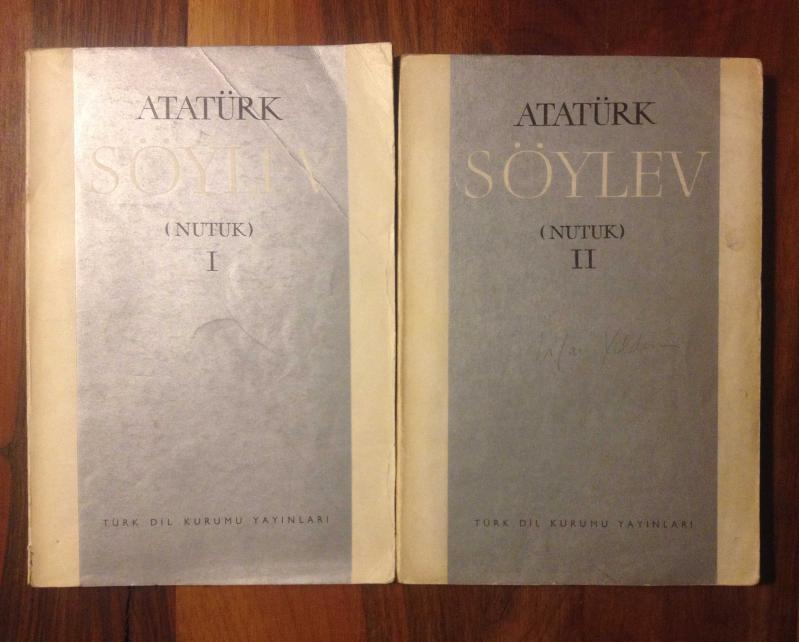 ATATÜRK
SÖYLEV
(NUTUK)
I
TÜRK DİL KURUMU YAYINLARI
ATATÜRK
SÖYLEV
(NUTUK)
II
TÜRK DİL KURUMU YAYINLARI